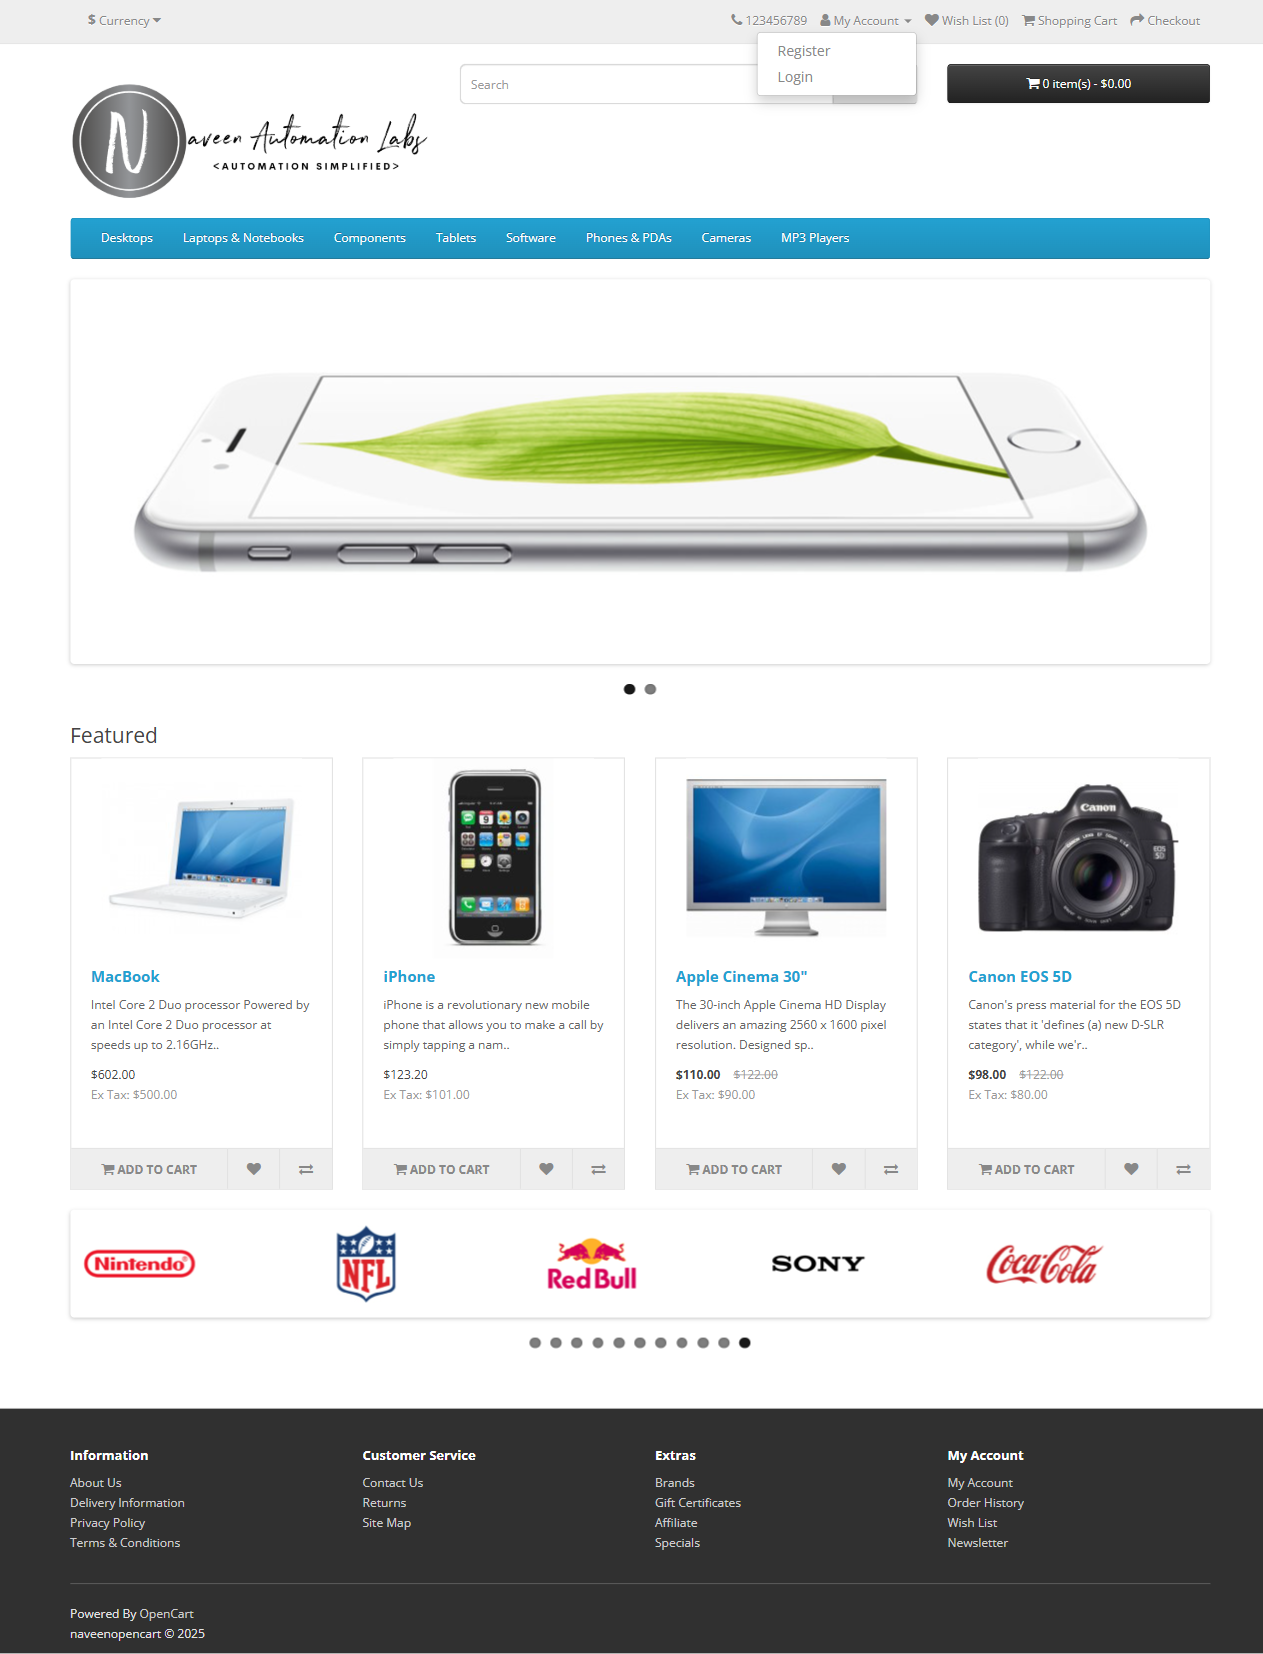 $ Currency
123456789 My Account Wish List (0) Shopping Cart Checkout
Register
Login
Search
0 item(s) - $0.00
N
aveen Automation Labs
<AUTOMATION SIMPLIFIED>
Desktops Laptops & Notebooks Components Tablets Software Phones & PDAs Cameras MP3 Players
Featured
MacBook
Intel Core 2 Duo processor Powered by
an Intel Core 2 Duo processor at
speeds up to 2.16GHz..
$602.00
Ex Tax: $500.00
ADD TO CART
iPhone
iPhone is a revolutionary new mobile
phone that allows you to make a call by
simply tapping a nam..
$123.20
Ex Tax: $101.00
ADD TO CART
Apple Cinema 30"
The 30-inch Apple Cinema HD Display
delivers an amazing 2560 x 1600 pixel
resolution. Designed sp..
$110.00 $122.00
Ex Tax: $90.00
ADD TO CART
Canon
EOS
5D
Canon EOS 5D
Canon's press material for the EOS 5D
states that it 'defines (a) new D-SLR
category', while we'r..
$98.00 $122.00
Ex Tax: $80.00
ADD TO CART
Nintendo
NFL
Red Bull
SONY
Coca-Cola
Information
About Us
Delivery Information
Privacy Policy
Terms & Conditions
Customer Service
Contact Us
Returns
Site Map
Extras
Brands
Gift Certificates
Affiliate
Specials
My Account
My Account
Order History
Wish List
Newsletter
Powered By OpenCart
naveenopencart © 2025